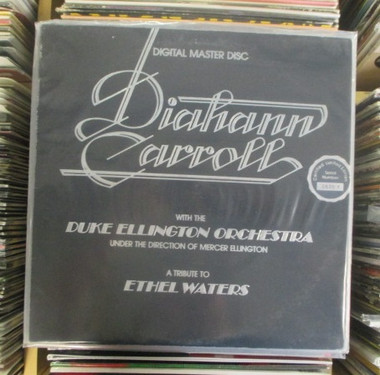 DIGITAL MASTER DISC
Diahann
Carroll
WITH THE
DUKE ELLINGTON ORCHESTRA
UNDER THE DIRECTION OF MERCER ELLINGTON
A TRIBUTE TO
ETHEL WATERS